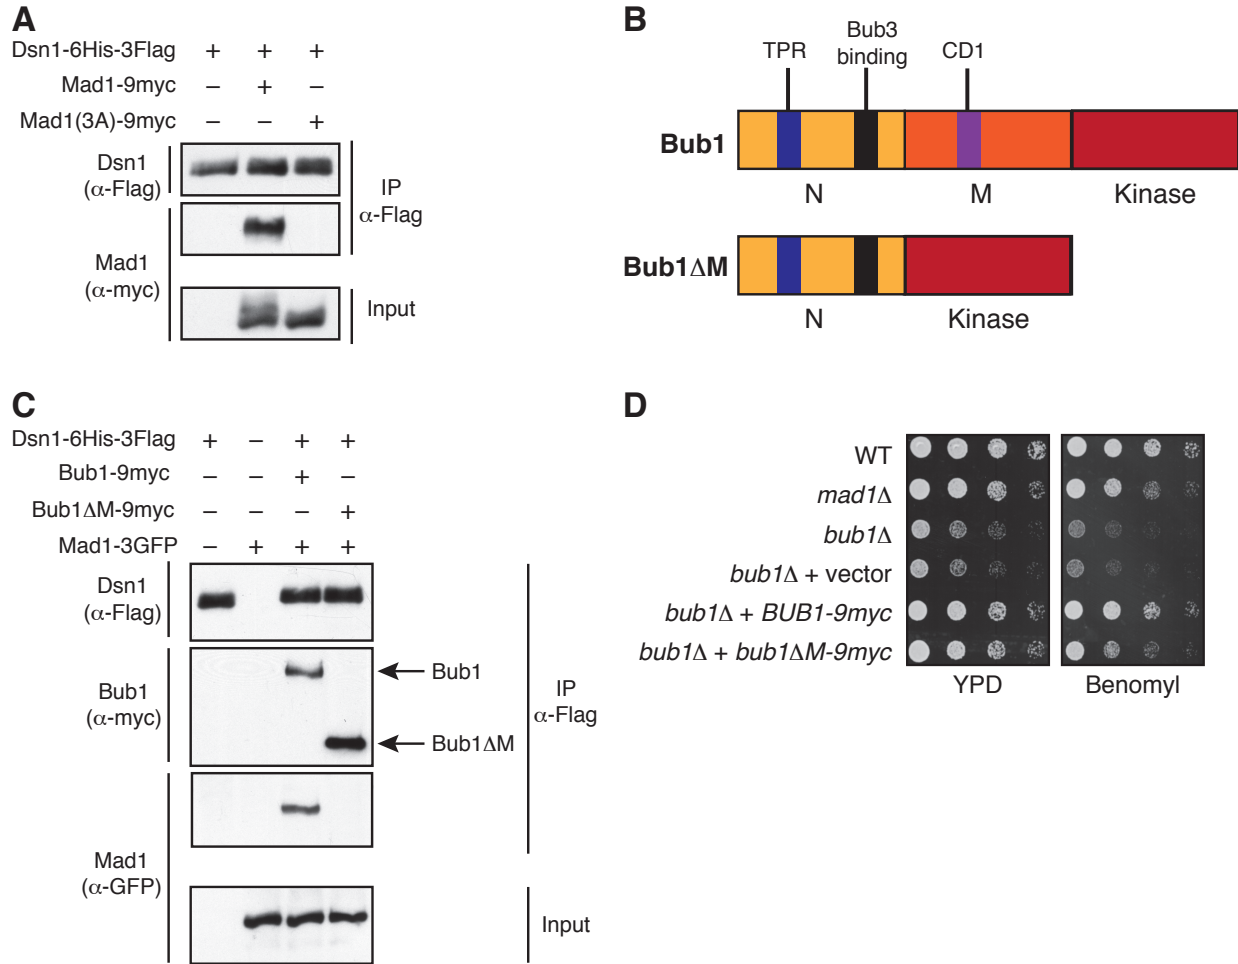 A
Dsn1-6His-3Flag + + +
Mad1-9myc − + −
Mad1(3A)-9myc − − +
Dsn1
(α-Flag)
IP
α-Flag
Mad1
(α-myc)
Input
B
TPR
Bub3
binding
CD1
Bub1
N M Kinase
Bub1ΔM
N Kinase
C
Dsn1-6His-3Flag + − + +
Bub1-9myc − − + −
Bub1ΔM-9myc − − − +
Mad1-3GFP − + + +
Dsn1
(α-Flag)
Bub1
(α-myc)
Bub1
Bub1ΔM
IP
α-Flag
Mad1
(α-GFP)
Input
D
WT
mad1Δ
bub1Δ
bub1Δ + vector
bub1Δ + BUB1-9myc
bub1Δ + bub1ΔM-9myc
YPD Benomyl